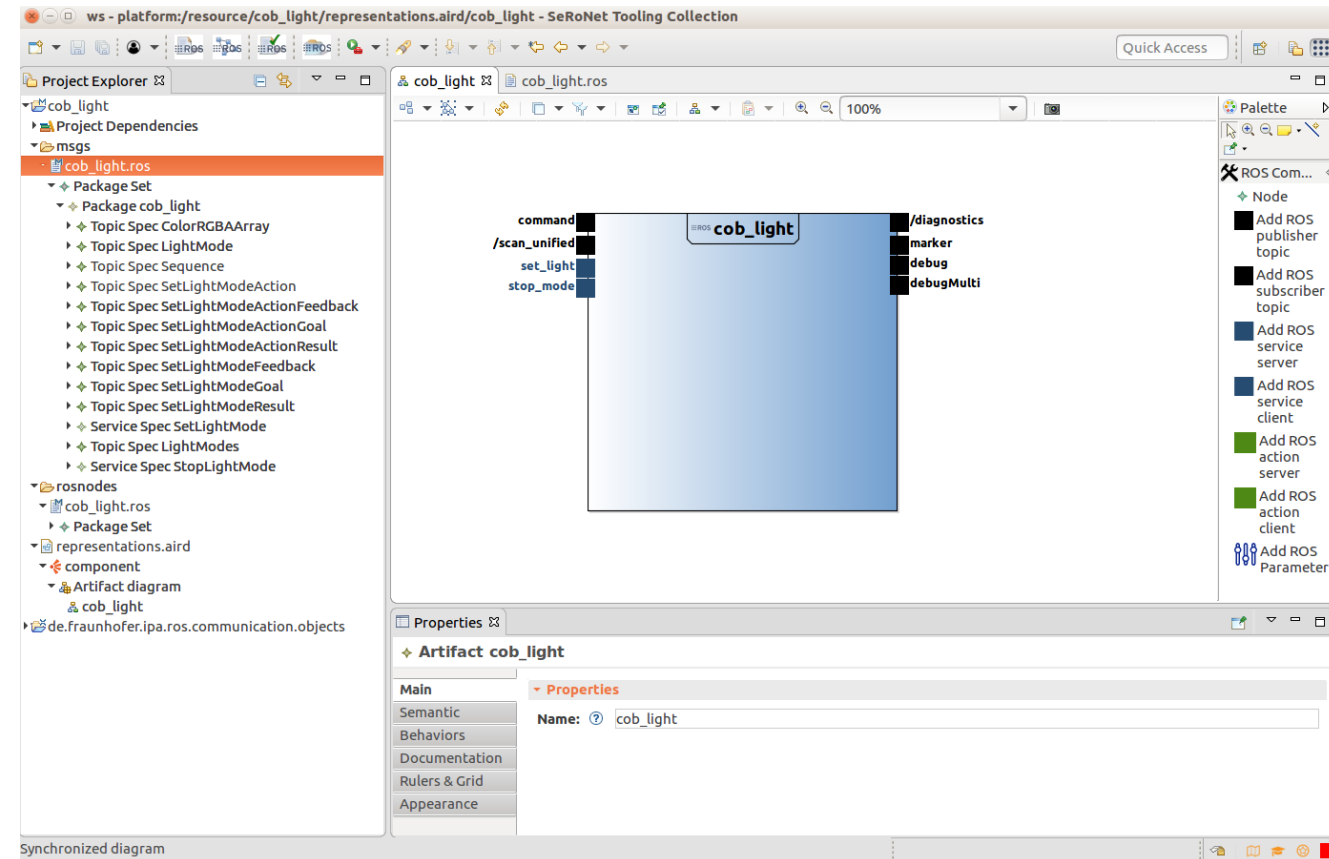 ws - platform:/resource/cob_light/representations.aird/cob_light - SeRoNet Tooling Collection
Quick Access
Project Explorer
cob_light
Project Dependencies
msgs
cob_light.ros
Package Set
Package cob_light
Topic Spec ColorRGBAArray
Topic Spec LightMode
Topic Spec Sequence
Topic Spec SetLightModeAction
Topic Spec SetLightModeActionFeedback
Topic Spec SetLightModeActionGoal
Topic Spec SetLightModeActionResult
Topic Spec SetLightModeFeedback
Topic Spec SetLightModeGoal
Topic Spec SetLightModeResult
Service Spec SetLightMode
Topic Spec LightModes
Service Spec StopLightMode
rosnodes
cob_light.ros
Package Set
representations.aird
component
Artifact diagram
cob_light
de.fraunhofer.ipa.ros.communication.objects
cob_light
cob_light.ros
100%
command
/scan_unified
set_light
stop_mode
ROS cob_light
/diagnostics
marker
debug
debugMulti
Palette
ROS Com...
Node
Add ROS
publisher
topic
Add ROS
subscriber
topic
Add ROS
service
server
Add ROS
service
client
Add ROS
action
server
Add ROS
action
client
Add ROS
Parameter
Properties
Artifact cob_light
Main
Semantic
Behaviors
Documentation
Rulers & Grid
Appearance
Properties
Name:
cob_light
Synchronized diagram